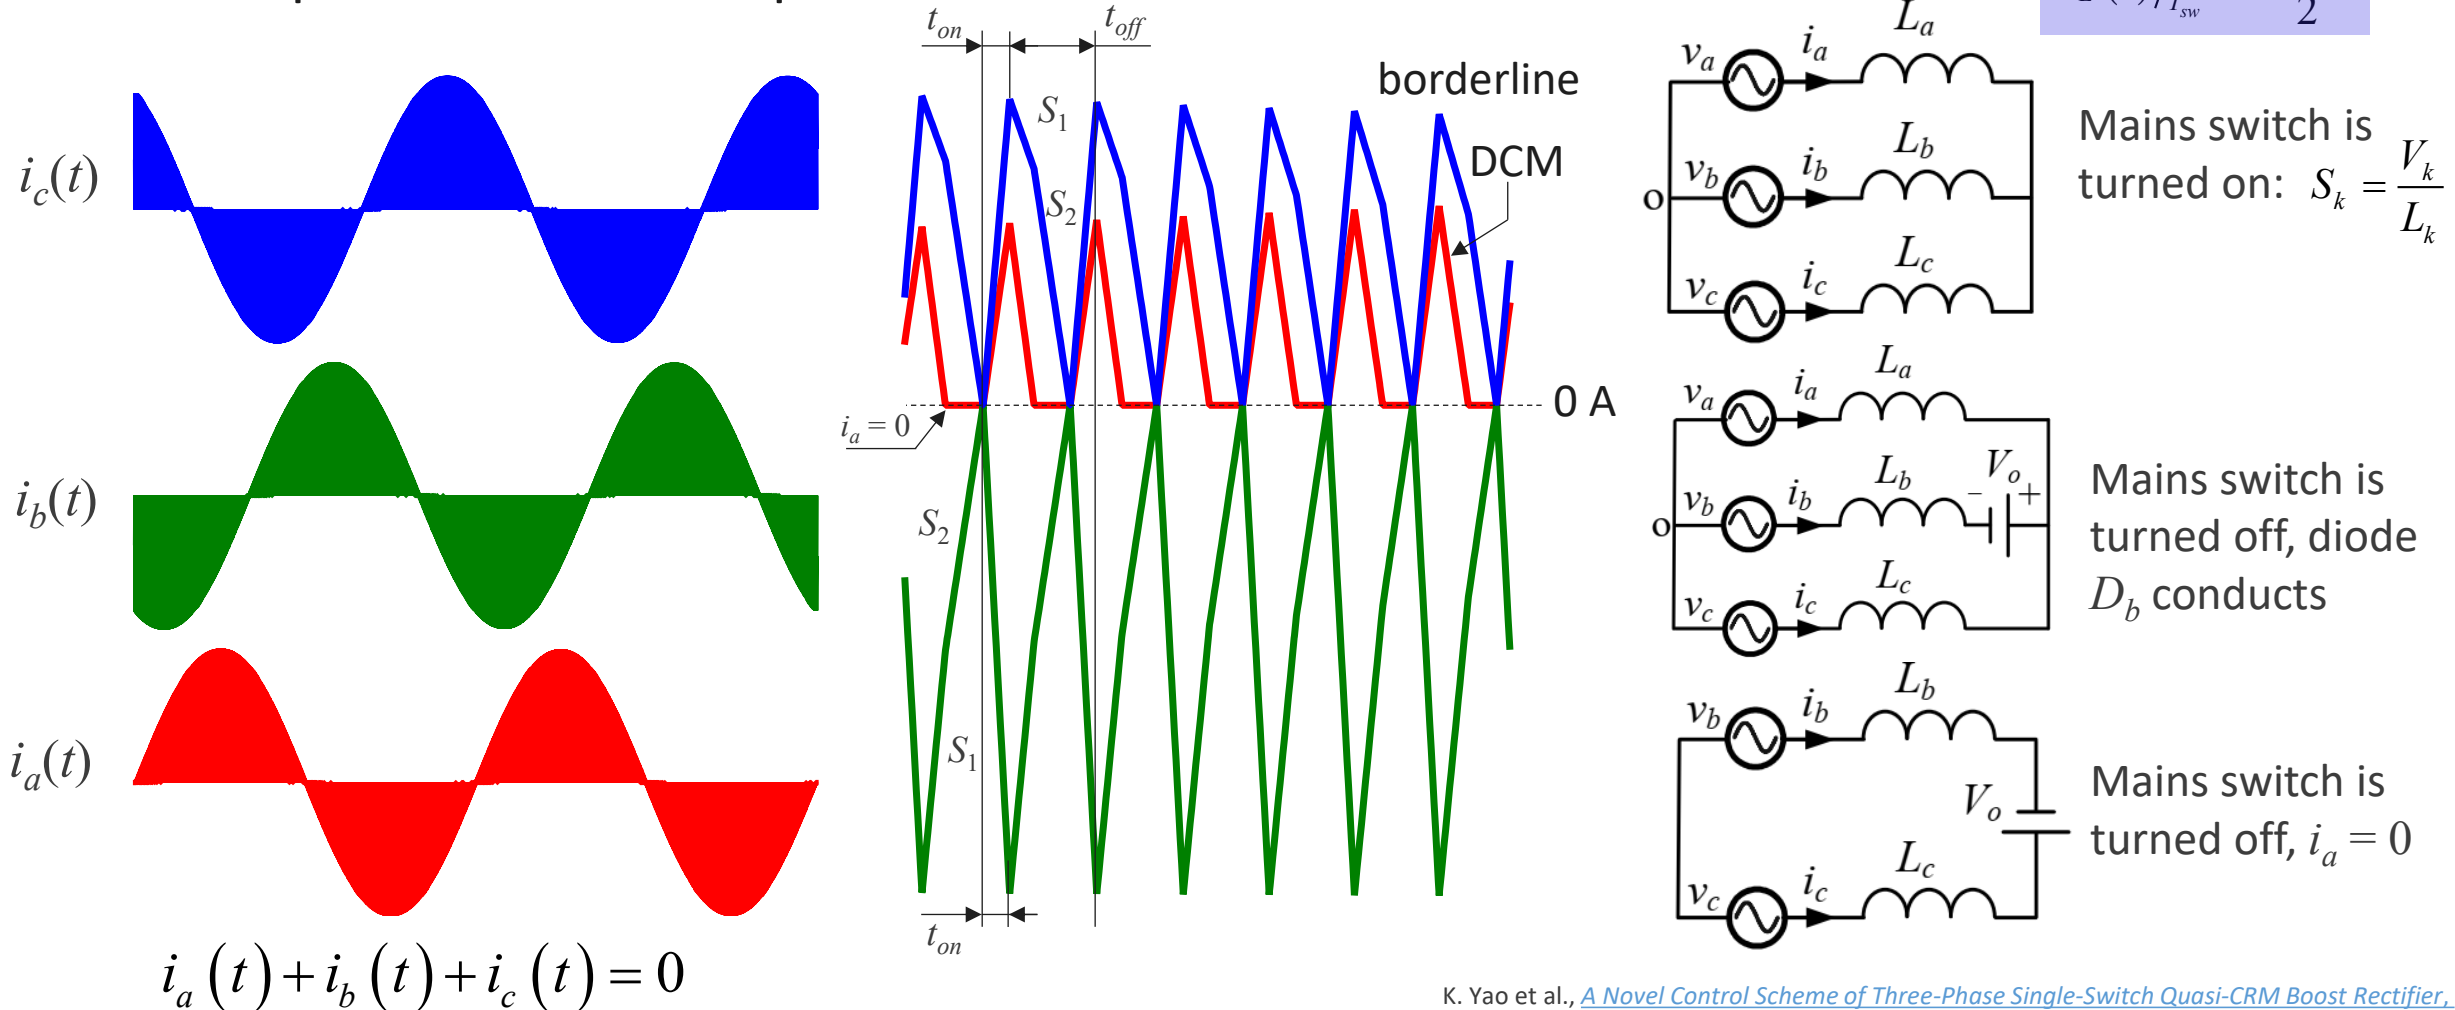 i_c(t)
i_b(t)
i_a(t)
i_a(t)+i_b(t)+i_c(t)=0
t_on
t_off
S_1
S_2
borderline
DCM
0 A
i_a = 0
S_2
S_1
t_on
T_sw
2
v_a i_a L_a
v_b i_b L_b
o
v_c i_c L_c
Mains switch is
turned on: S_k = V_k / L_k
v_a i_a L_a
v_b i_b L_b - V_o +
o
v_c i_c L_c
Mains switch is
turned off, diode
D_b conducts
v_b i_b L_b
V_o
v_c i_c L_c
Mains switch is
turned off, i_a = 0
K. Yao et al., A Novel Control Scheme of Three-Phase Single-Switch Quasi-CRM Boost Rectifier,